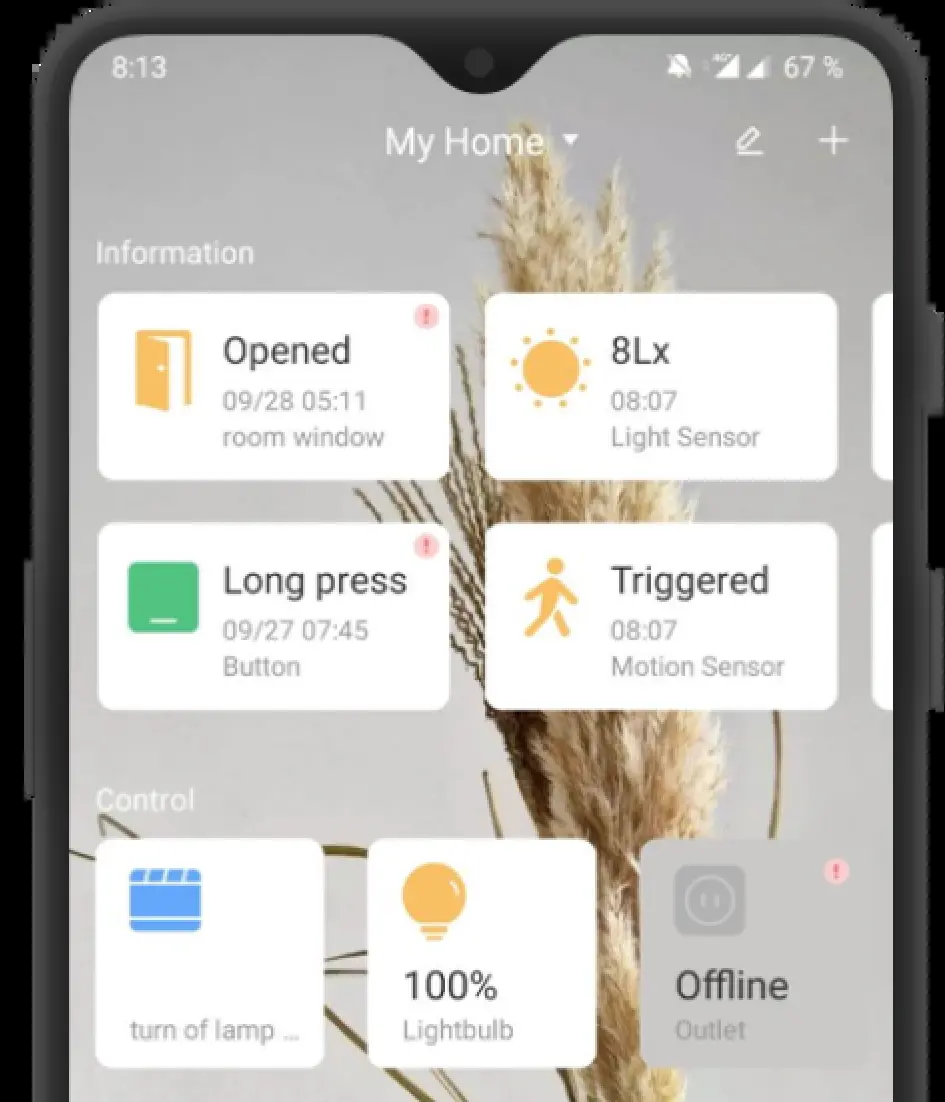 8:13
4G+
67 %
My Home
Information
Opened
09/28 05:11
room window
8Lx
08:07
Light Sensor
Long press
09/27 07:45
Button
Triggered
08:07
Motion Sensor
Control
turn of lamp ...
100%
Lightbulb
Offline
Outlet